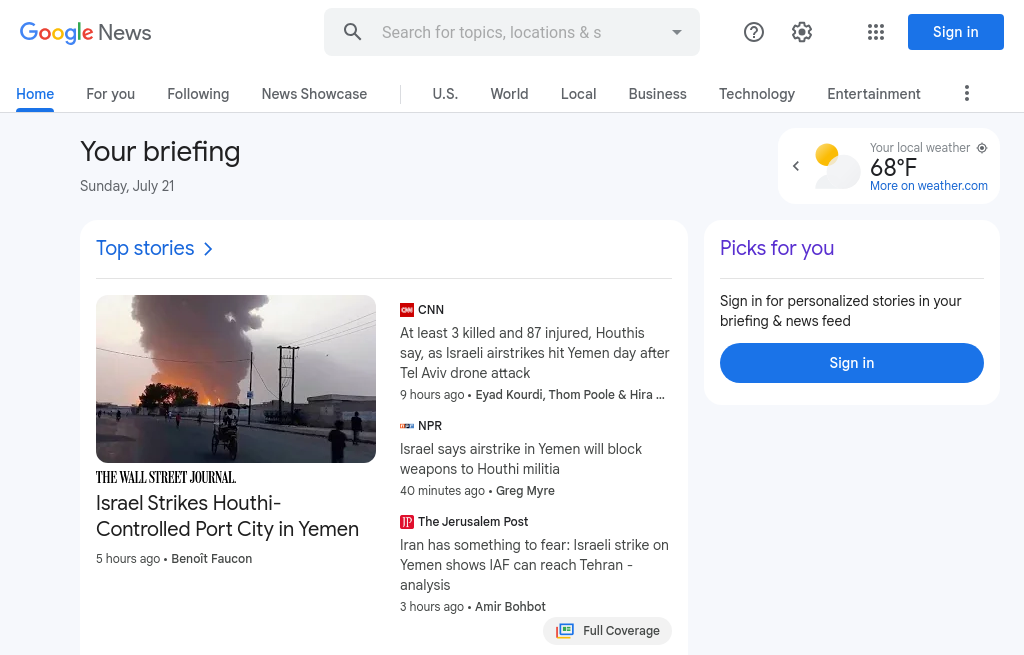 Google News
Search for topics, locations & s
Sign in
Home
For you
Following
News Showcase
U.S.
World
Local
Business
Technology
Entertainment
Your briefing
Sunday, July 21
Your local weather
68°F
More on weather.com
Top stories
THE WALL STREET JOURNAL.
Israel Strikes Houthi-
Controlled Port City in Yemen
5 hours ago • Benoît Faucon
CNN
At least 3 killed and 87 injured, Houthis
say, as Israeli airstrikes hit Yemen day after
Tel Aviv drone attack
9 hours ago • Eyad Kourdi, Thom Poole & Hira ...
NPR
Israel says airstrike in Yemen will block
weapons to Houthi militia
40 minutes ago • Greg Myre
JP The Jerusalem Post
Iran has something to fear: Israeli strike on
Yemen shows IAF can reach Tehran -
analysis
3 hours ago • Amir Bohbot
Full Coverage
Picks for you
Sign in for personalized stories in your
briefing & news feed
Sign in